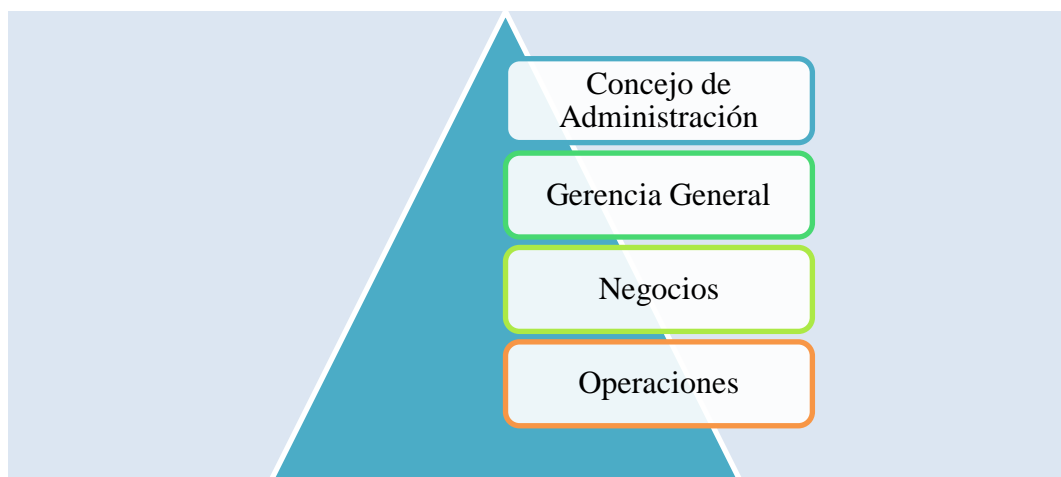 Concejo de
Administración
Gerencia General
Negocios
Operaciones